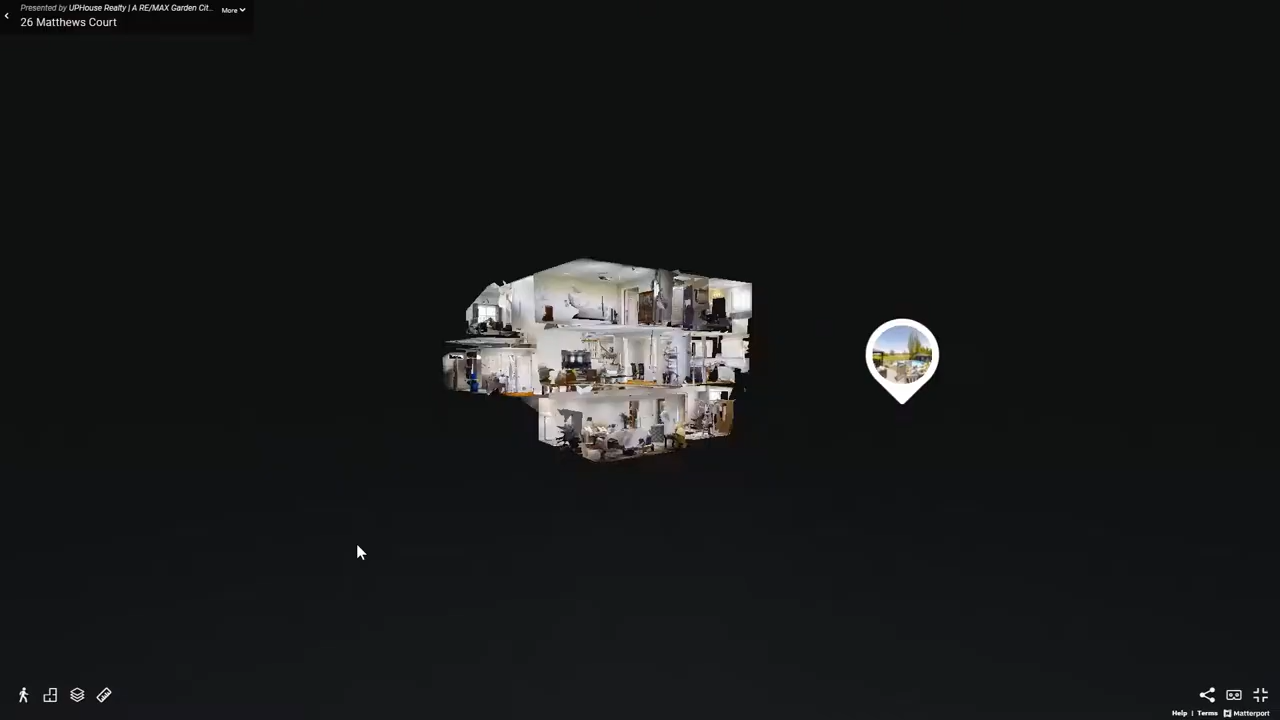 Presented by UPHouse Realty | A RE/MAX Garden Cit...
More
26 Matthews Court
Help | Terms
Matterport